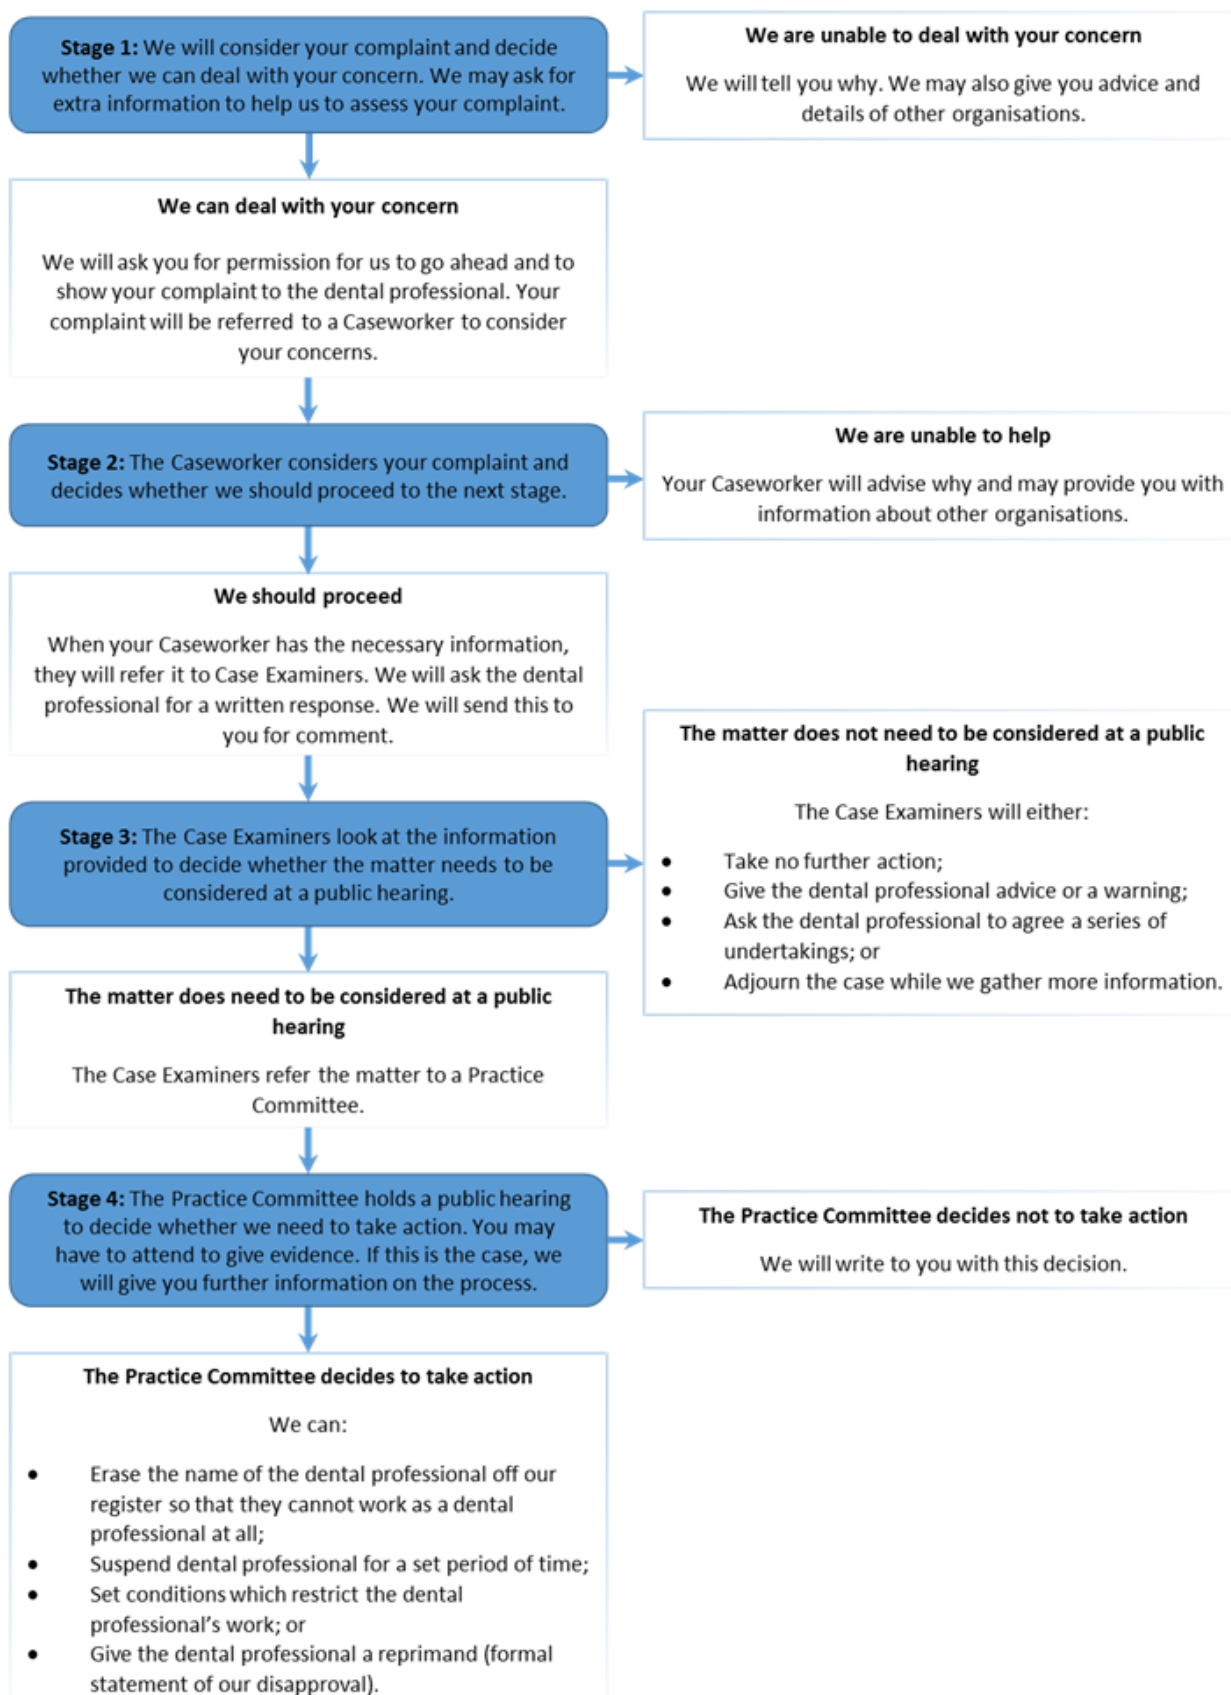 Stage 1: We will consider your complaint and decide
whether we can deal with your concern. We may ask for
extra information to help us to assess your complaint.
We are unable to deal with your concern
We will tell you why. We may also give you advice and
details of other organisations.
We can deal with your concern
We will ask you for permission for us to go ahead and to
show your complaint to the dental professional. Your
complaint will be referred to a Caseworker to consider
your concerns.
Stage 2: The Caseworker considers your complaint and
decides whether we should proceed to the next stage.
We are unable to help
Your Caseworker will advise why and may provide you with
information about other organisations.
We should proceed
When your Caseworker has the necessary information,
they will refer it to Case Examiners. We will ask the dental
professional for a written response. We will send this to
you for comment.
Stage 3: The Case Examiners look at the information
provided to decide whether the matter needs to be
considered at a public hearing.
The matter does not need to be considered at a public
hearing
The Case Examiners will either:
• Take no further action;
• Give the dental professional advice or a warning;
• Ask the dental professional to agree a series of
undertakings; or
• Adjourn the case while we gather more information.
The matter does need to be considered at a public
hearing
The Case Examiners refer the matter to a Practice
Committee.
Stage 4: The Practice Committee holds a public hearing
to decide whether we need to take action. You may
have to attend to give evidence. If this is the case, we
will give you further information on the process.
The Practice Committee decides not to take action
We will write to you with this decision.
The Practice Committee decides to take action
We can:
• Erase the name of the dental professional off our
register so that they cannot work as a dental
professional at all;
• Suspend dental professional for a set period of time;
• Set conditions which restrict the dental
professional's work; or
• Give the dental professional a reprimand (formal
statement of our disapproval).